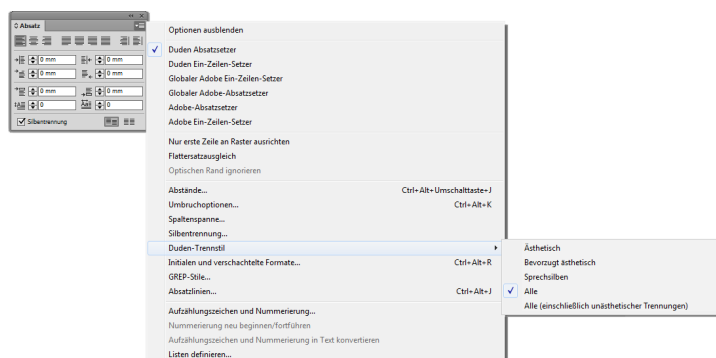 Absatz
0 mm 0 mm
0 mm 0 mm
0 mm 0 mm
0 0
Silbentrennung
Optionen ausblenden
Duden Absatzsetzer
Duden Ein-Zeilen-Setzer
Globaler Adobe Ein-Zeilen-Setzer
Globaler Adobe-Absatzsetzer
Adobe-Absatzsetzer
Adobe Ein-Zeilen-Setzer
Nur erste Zeile an Raster ausrichten
Flattersatzausgleich
Optischen Rand ignorieren
Abstände... Ctrl+Alt+Umschalttaste+J
Umbruchoptionen... Ctrl+Alt+K
Spaltenspanne...
Silbentrennung...
Duden-Trennstil
Initialen und verschachtelte Formate... Ctrl+Alt+R
GREP-Stile...
Absatzlinien... Ctrl+Alt+J
Aufzählungszeichen und Nummerierung...
Nummerierung neu beginnen/fortführen
Aufzählungszeichen und Nummerierung in Text konvertieren
Listen definieren...
Ästhetisch
Bevorzugt ästhetisch
Sprechsilben
Alle
Alle (einschließlich unästhetischer Trennungen)